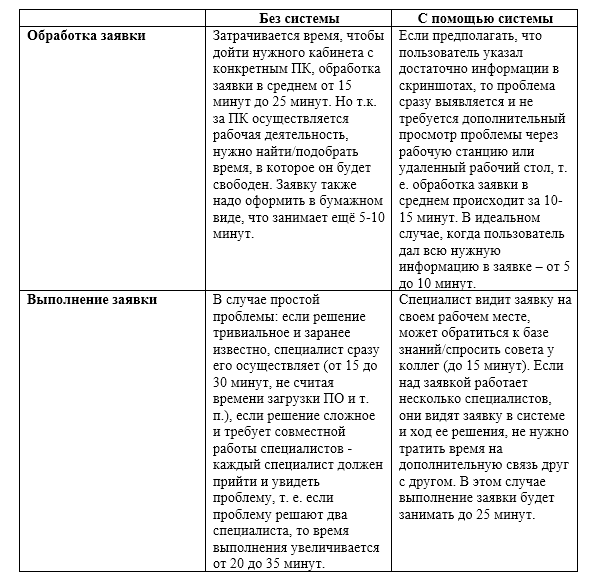 Без системы
С помощью системы
Обработка заявки
Затрачивается время, чтобы
дойти нужного кабинета с
конкретным ПК, обработка
заявки в среднем от 15
минут до 25 минут. Но т.к.
за ПК осуществляется
рабочая деятельность,
нужно найти/подобрать
время, в которое он будет
свободен. Заявку также
надо оформить в бумажном
виде, что занимает ещё 5-10
минут.
Если предполагать, что
пользователь указал
достаточно информации в
скриншотах, то проблема
сразу выявляется и не
требуется дополнительный
просмотр проблемы через
рабочую станцию или
удаленный рабочий стол, т.
е. обработка заявки в
среднем происходит за 10-
15 минут. В идеальном
случае, когда пользователь
дал всю нужную
информацию в заявке – от 5
до 10 минут.
Выполнение заявки
В случае простой
проблемы: если решение
тривиальное и заранее
известно, специалист сразу
его осуществляет (от 15 до
30 минут, не считая
времени загрузки ПО и т.
п.), если решение сложное
и требует совместной
работы специалистов -
каждый специалист должен
прийти и увидеть
проблему, т. е. если
проблему решают два
специалиста, то время
выполнения увеличивается
от 20 до 35 минут.
Специалист видит заявку на
своем рабочем месте,
может обратиться к базе
знаний/спросить совета у
коллег (до 15 минут). Если
над заявкой работает
несколько специалистов,
они видят заявку в системе
и ход ее решения, не нужно
тратить время на
дополнительную связь друг
с другом. В этом случае
выполнение заявки будет
занимать до 25 минут.